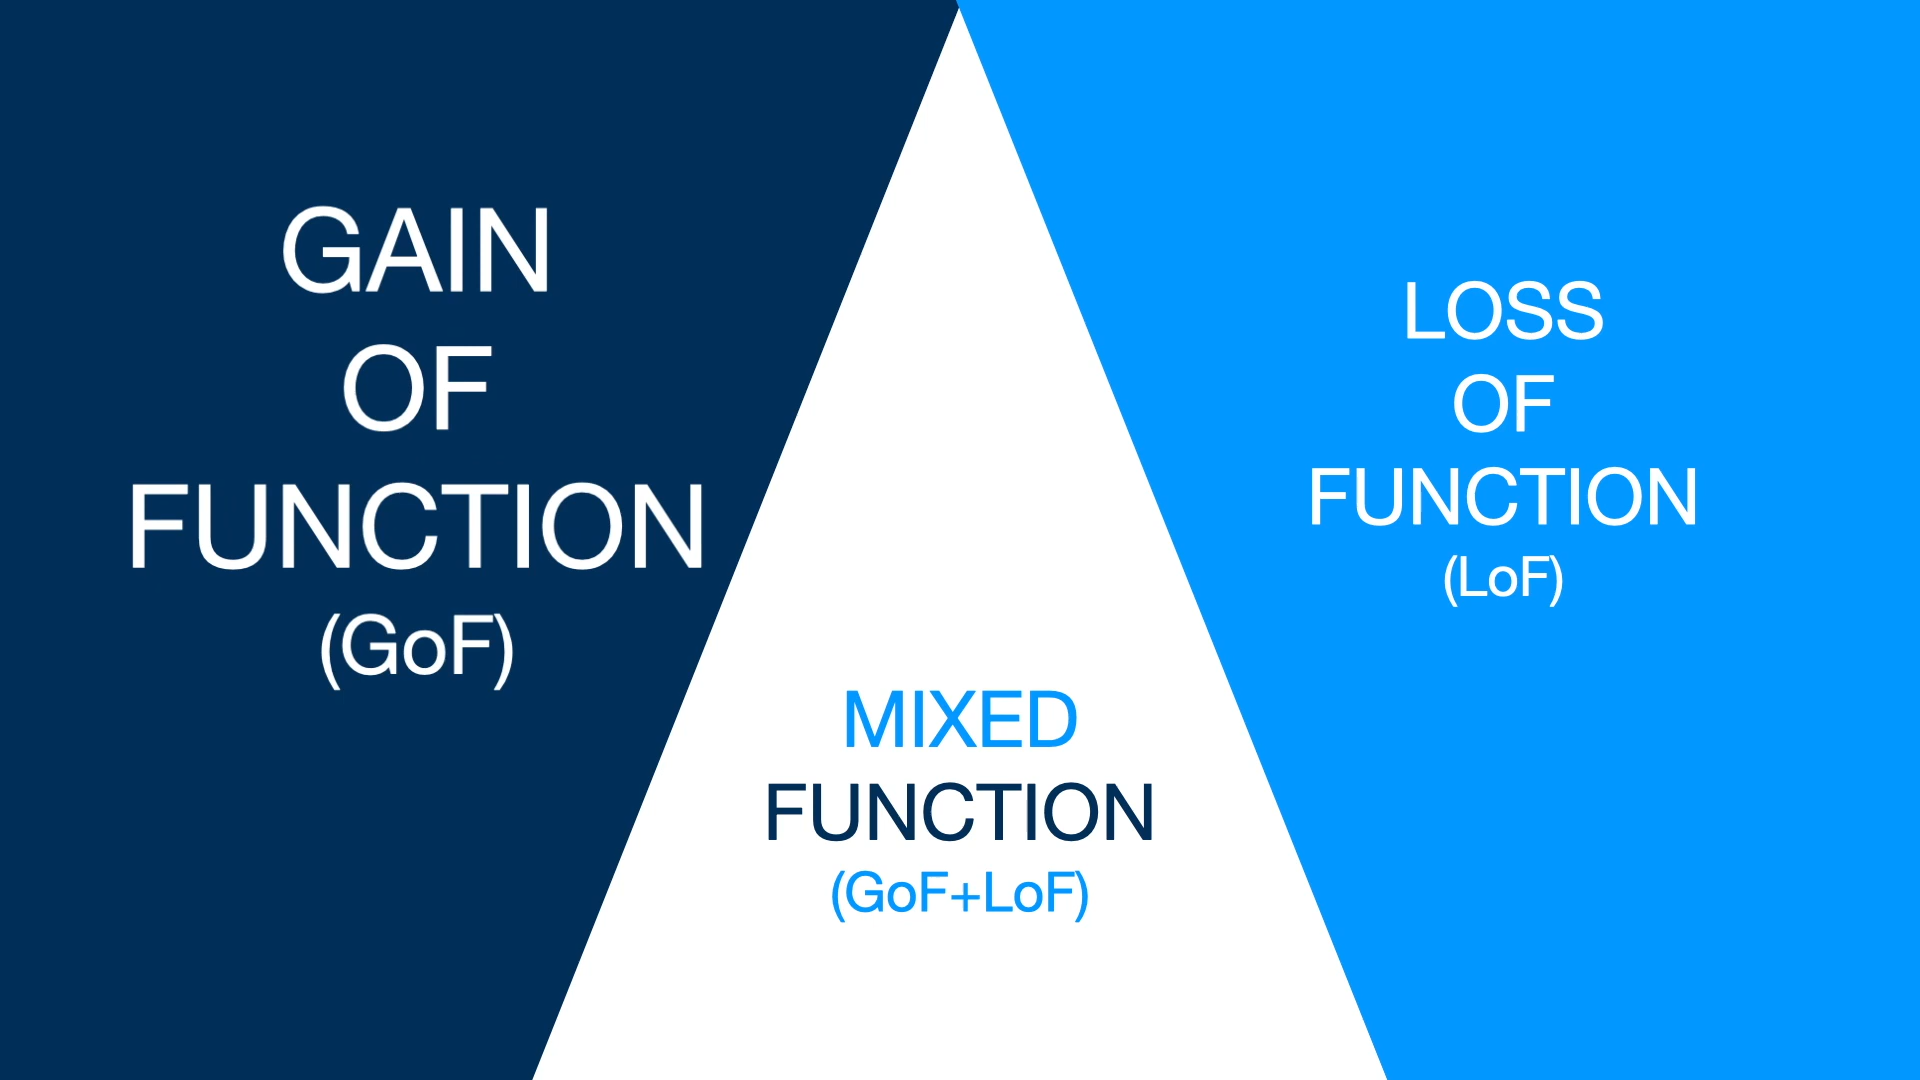 GAIN
OF
FUNCTION
(GoF)
MIXED
FUNCTION
(GoF+LoF)
LOSS
OF
FUNCTION
(LoF)